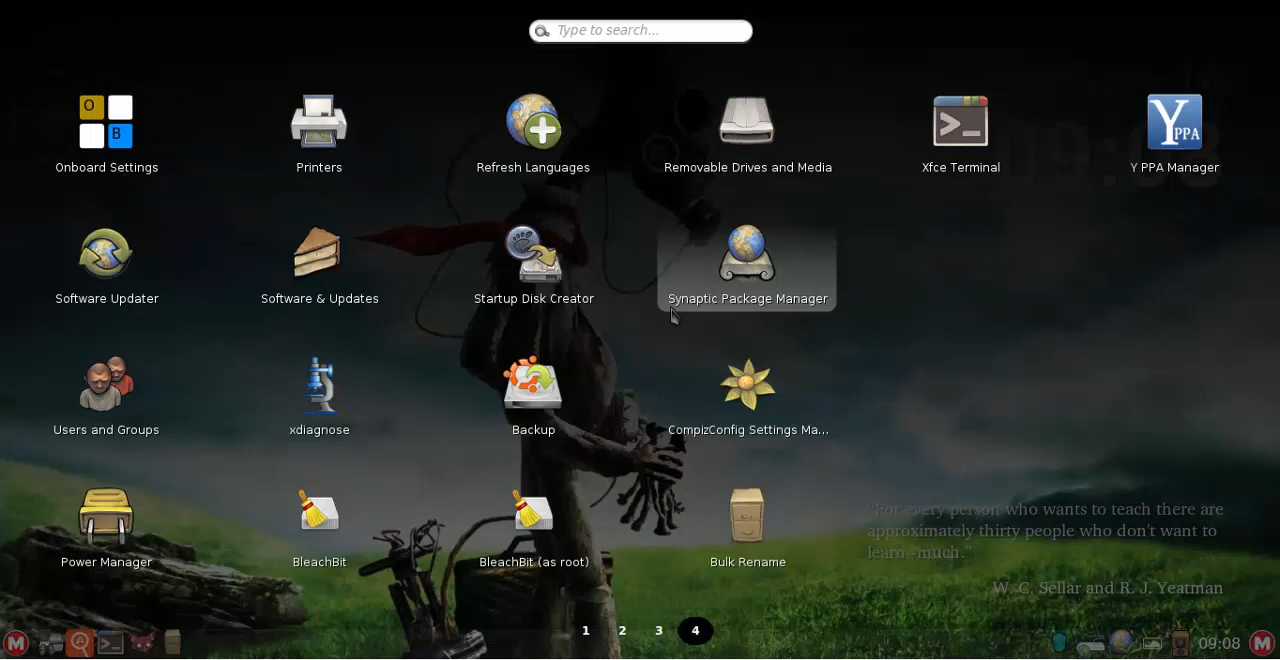 Type to search...
O
B
Onboard Settings
Printers
Refresh Languages
Removable Drives and Media
Xfce Terminal
Y PPA
Y PPA Manager
09:08
Software Updater
Software & Updates
Startup Disk Creator
Synaptic Package Manager
Users and Groups
xdiagnose
Backup
CompizConfig Settings Ma...
Power Manager
BleachBit
BleachBit (as root)
Bulk Rename
"For every person who wants to teach there are
approximately thirty people who don't want to
learn--much."
W. C. Sellar and R. J. Yeatman
1 2 3 4
M
A
09:08
M